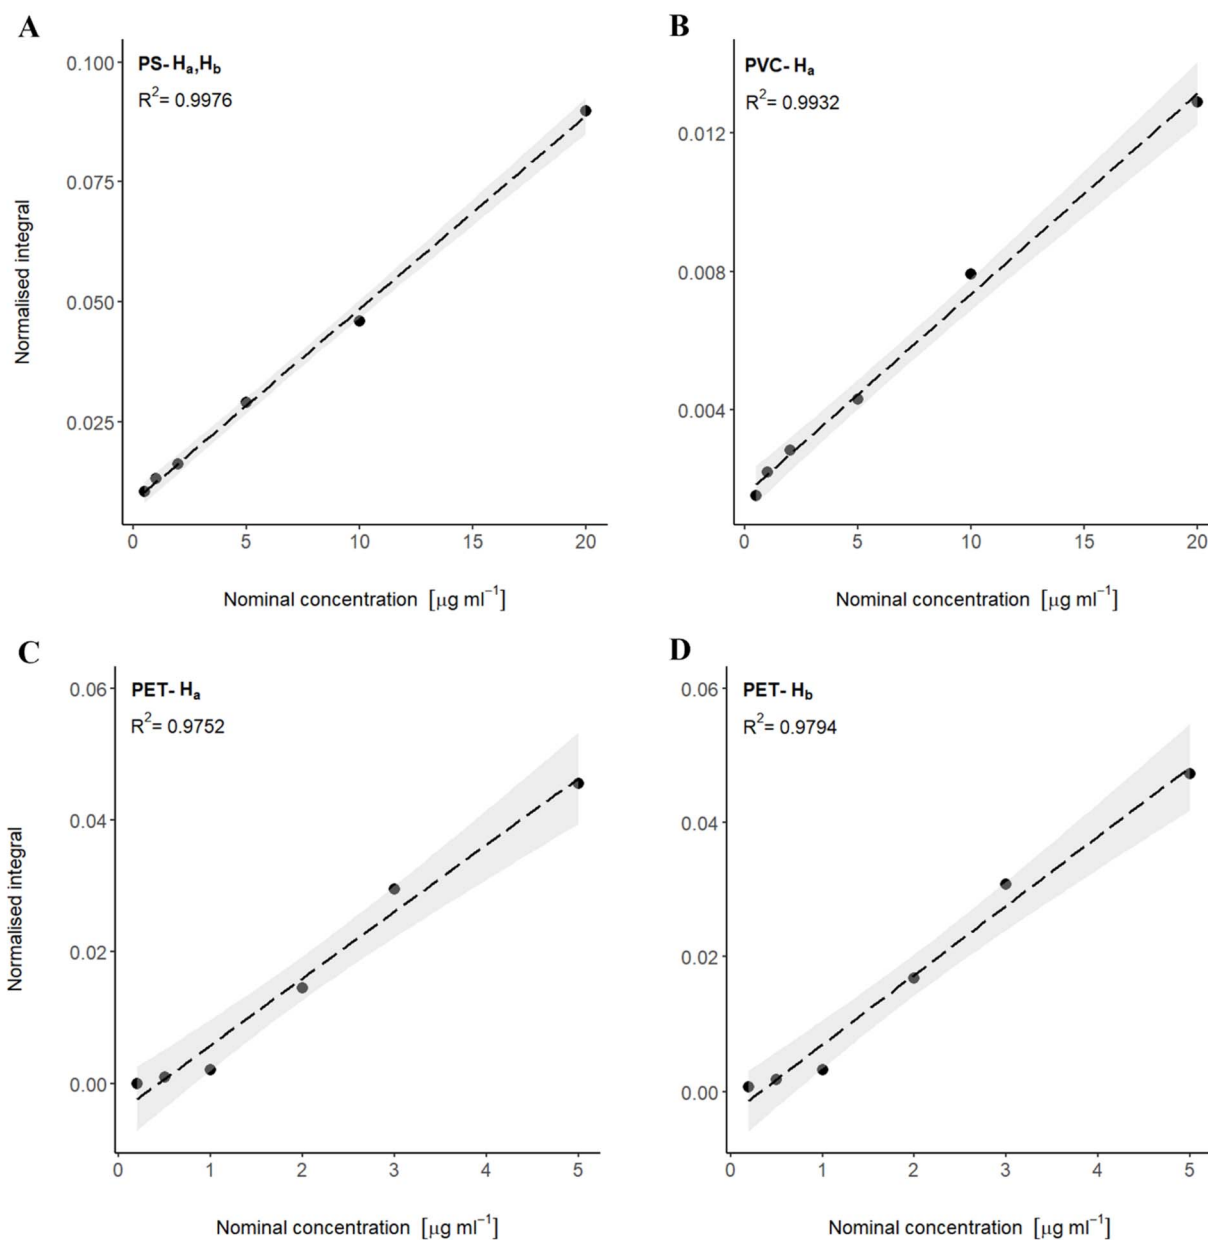 A
PS- Hₐ,H_b
R²= 0.9976
0.100
0.075
0.050
0.025
Normalised integral
0 5 10 15 20
Nominal concentration [μg ml⁻¹]
B
PVC- Hₐ
R²= 0.9932
0.012
0.008
0.004
0 5 10 15 20
Nominal concentration [μg ml⁻¹]
C
PET- Hₐ
R²= 0.9752
0.06
0.04
0.02
0.00
Normalised integral
0 1 2 3 4 5
Nominal concentration [μg ml⁻¹]
D
PET- H_b
R²= 0.9794
0.06
0.04
0.02
0.00
0 1 2 3 4 5
Nominal concentration [μg ml⁻¹]